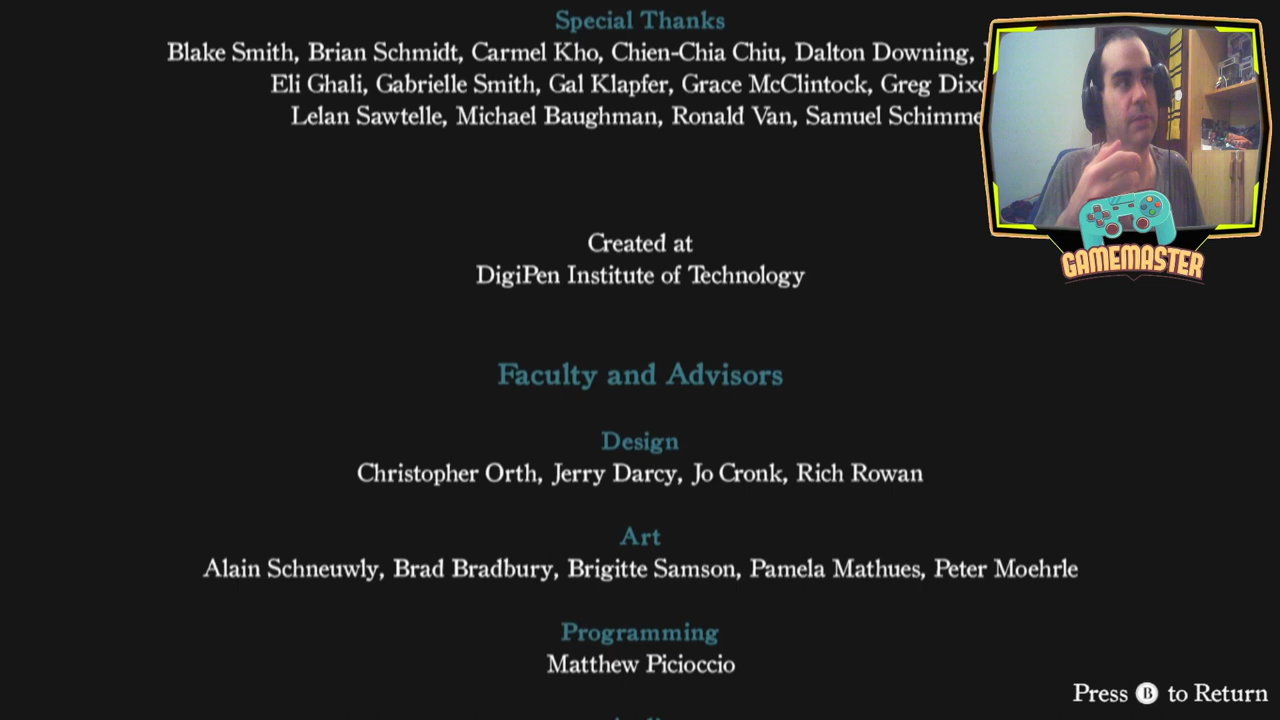 Special Thanks
Blake Smith, Brian Schmidt, Carmel Kho, Chien-Chia Chiu, Dalton Downing,
Eli Ghali, Gabrielle Smith, Gal Klapfer, Grace McClintock, Greg
Lelan Sawtelle, Michael Baughman, Ronald Van, Samuel
Created at
DigiPen Institute of Technology
Faculty and Advisors
Design
Christopher Orth, Jerry Darcy, Jo Cronk, Rich Rowan
Art
Alain Schneuwly, Brad Bradbury, Brigitte Samson, Pamela Mathues, Peter Moehrle
Programming
Matthew Picioccio
Press B to Return
GAMEMASTER